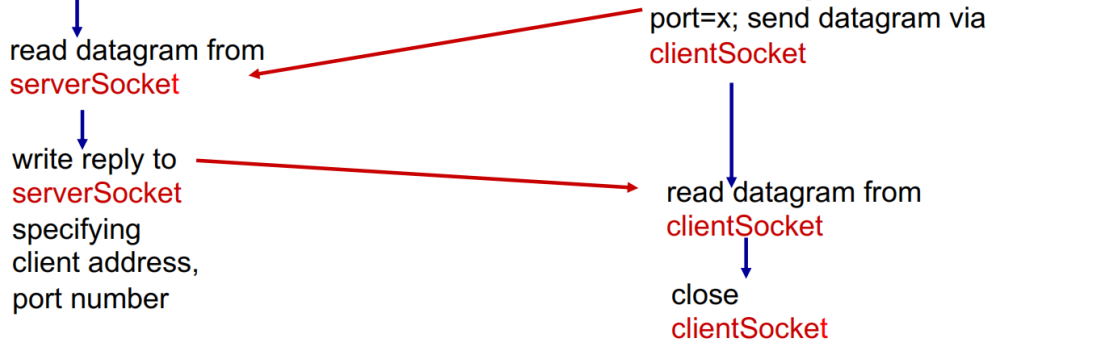 read datagram from
serverSocket
write reply to
serverSocket
specifying
client address,
port number
port=x; send datagram via
clientSocket
read datagram from
clientSocket
close
clientSocket